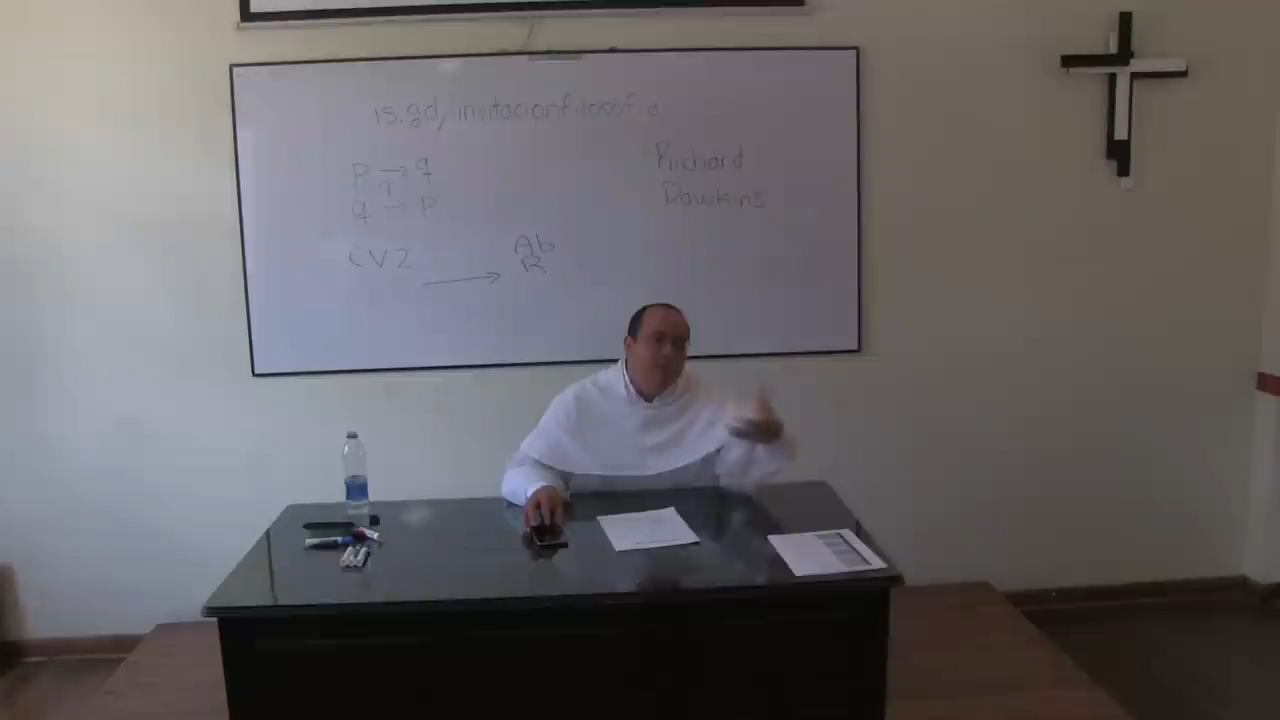 is.gd/invitacionfilosofia
p → q
q → p
CV2 → Ab
R
Richard
Dawkins